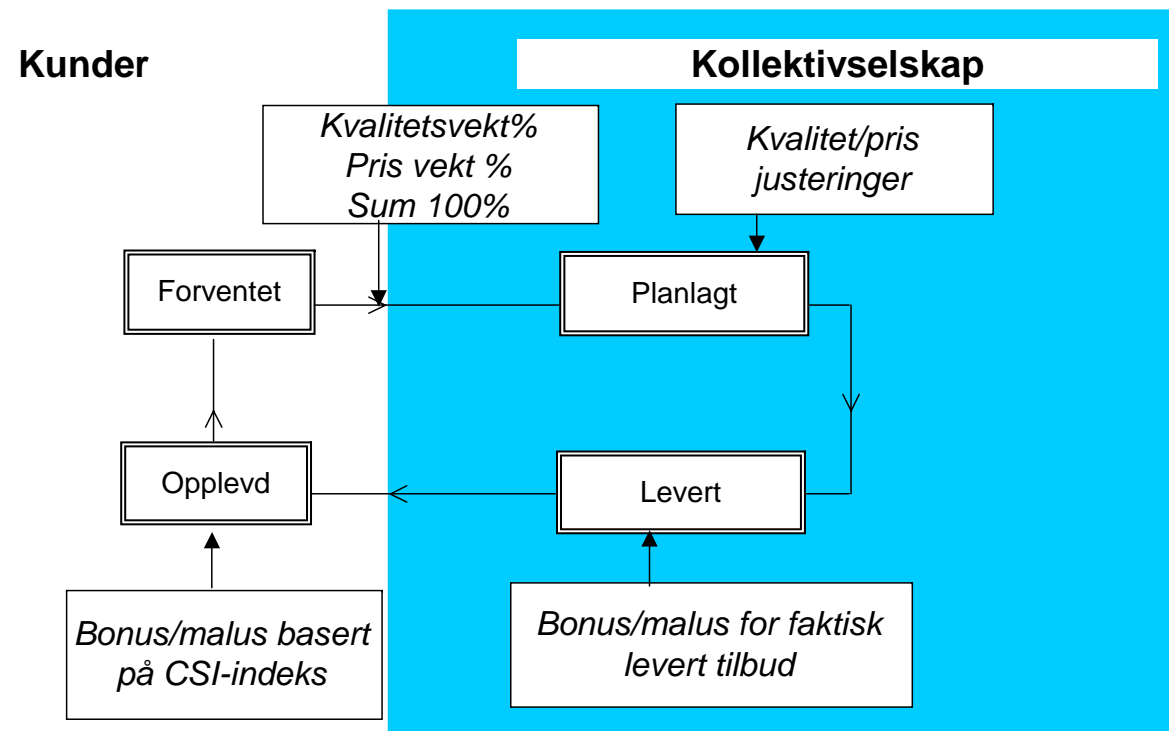 Kunder
Kollektivselskap
Kvalitetsvekt%
Pris vekt %
Sum 100%
Kvalitet/pris
justeringer
Forventet
Planlagt
Opplevd
Levert
Bonus/malus basert
på CSI-indeks
Bonus/malus for faktisk
levert tilbud